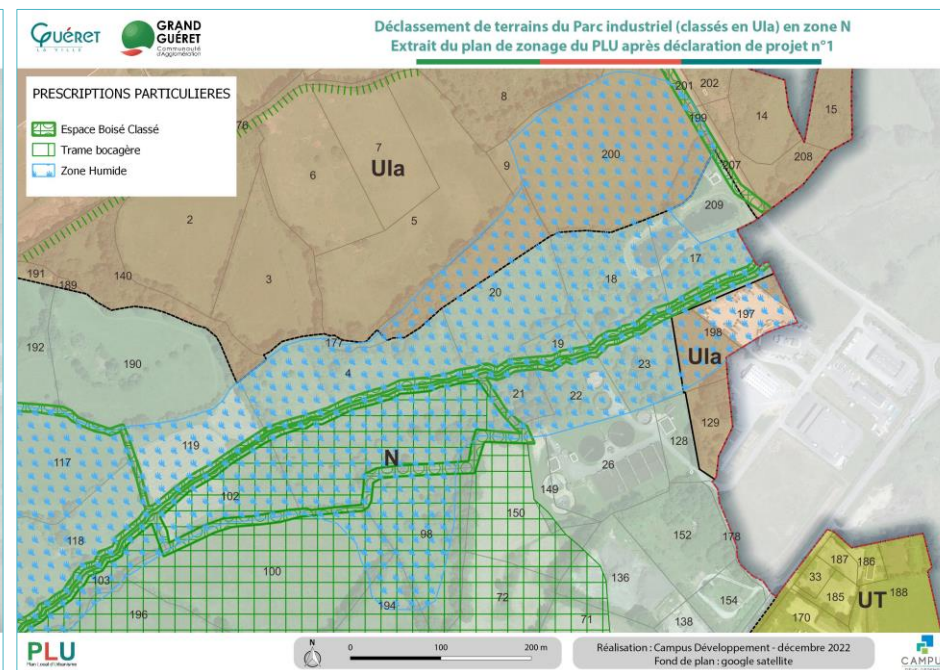 Guéret
LA VILLE
GRAND
GUÉRET
Communauté
d'Agglomération
Déclassement de terrains du Parc industriel (classés en UIa) en zone N
Extrait du plan de zonage du PLU après déclaration de projet n°1
PRESCRIPTIONS PARTICULIERES
Espace Boisé Classé
Trame bocagère
Zone Humide
78
8
201
202
14
15
199
7
6
UIa
9
200
207
208
2
5
209
191
140
189
3
20
18
17
192
190
177
4
19
197
198
UIa
23
21
22
129
119
117
N
102
26
128
149
150
98
118
152
178
103
100
136
72
194
154
196
71
138
187
186
33
185
UT
188
170
PLU
Plan Local d'Urbanisme
N
0
100
200 m
Réalisation : Campus Développement - décembre 2022
Fond de plan : google satellite
CAMPUS